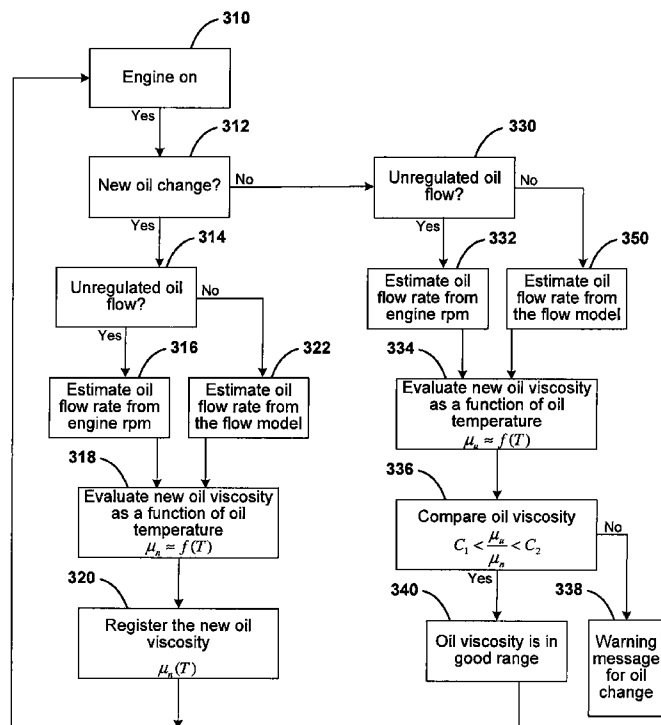 310
Engine on
Yes
312
New oil change?
No
Yes
314
Unregulated oil
flow?
No
Yes
316
Estimate oil
flow rate from
engine rpm
322
Estimate oil
flow rate from
the flow model
318
Evaluate new oil viscosity
as a function of oil
temperature
μₙ ≈ f(T)
320
Register the new oil
viscosity
μₙ(T)
330
Unregulated oil
flow?
No
Yes
332
Estimate oil
flow rate from
engine rpm
350
Estimate oil
flow rate from
the flow model
334
Evaluate new oil viscosity
as a function of oil
temperature
μᵤ ≈ f(T)
336
Compare oil viscosity
C₁ < μᵤ/μₙ < C₂
No
Yes
340
Oil viscosity is in
good range
338
Warning
message
for oil
change